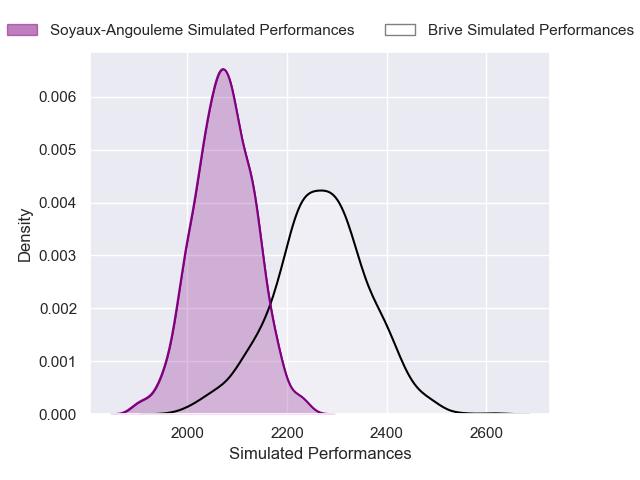 Soyaux-Angouleme Simulated Performances
Brive Simulated Performances
0.006
0.005
0.004
0.003
0.002
0.001
0.000
Density
2000
2200
2400
2600
Simulated Performances